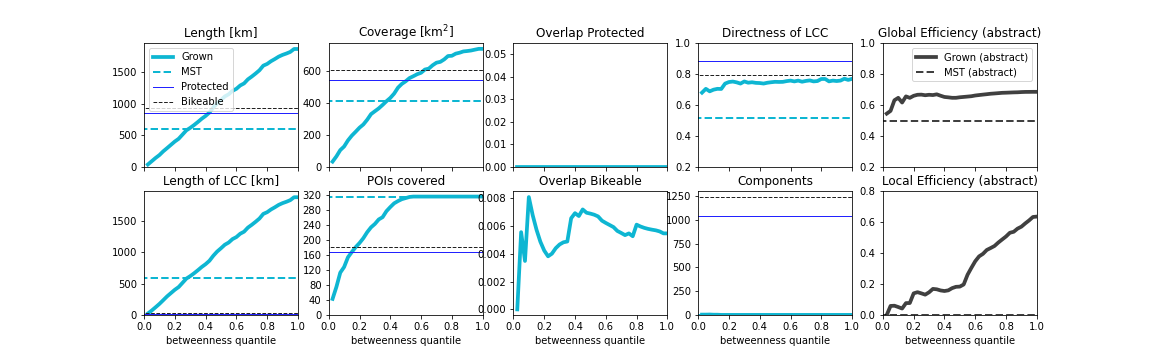 Length [km]
Coverage [km²]
Overlap Protected
Directness of LCC
Global Efficiency (abstract)
Grown
MST
Protected
Bikeable
Grown (abstract)
MST (abstract)
1500
1000
500
0
600
400
200
0
0.05
0.04
0.03
0.02
0.01
0.00
1.0
0.8
0.6
0.4
0.2
1.0
0.8
0.6
0.4
0.2
Length of LCC [km]
POIs covered
Overlap Bikeable
Components
Local Efficiency (abstract)
1500
1000
500
0
320
280
240
200
160
120
80
40
0
0.008
0.006
0.004
0.002
0.000
1250
1000
750
500
250
0
0.8
0.6
0.4
0.2
0.0
0.0 0.2 0.4 0.6 0.8 1.0
0.0 0.2 0.4 0.6 0.8 1.0
0.0 0.2 0.4 0.6 0.8 1.0
0.0 0.2 0.4 0.6 0.8 1.0
0.0 0.2 0.4 0.6 0.8 1.0
betweenness quantile
betweenness quantile
betweenness quantile
betweenness quantile
betweenness quantile